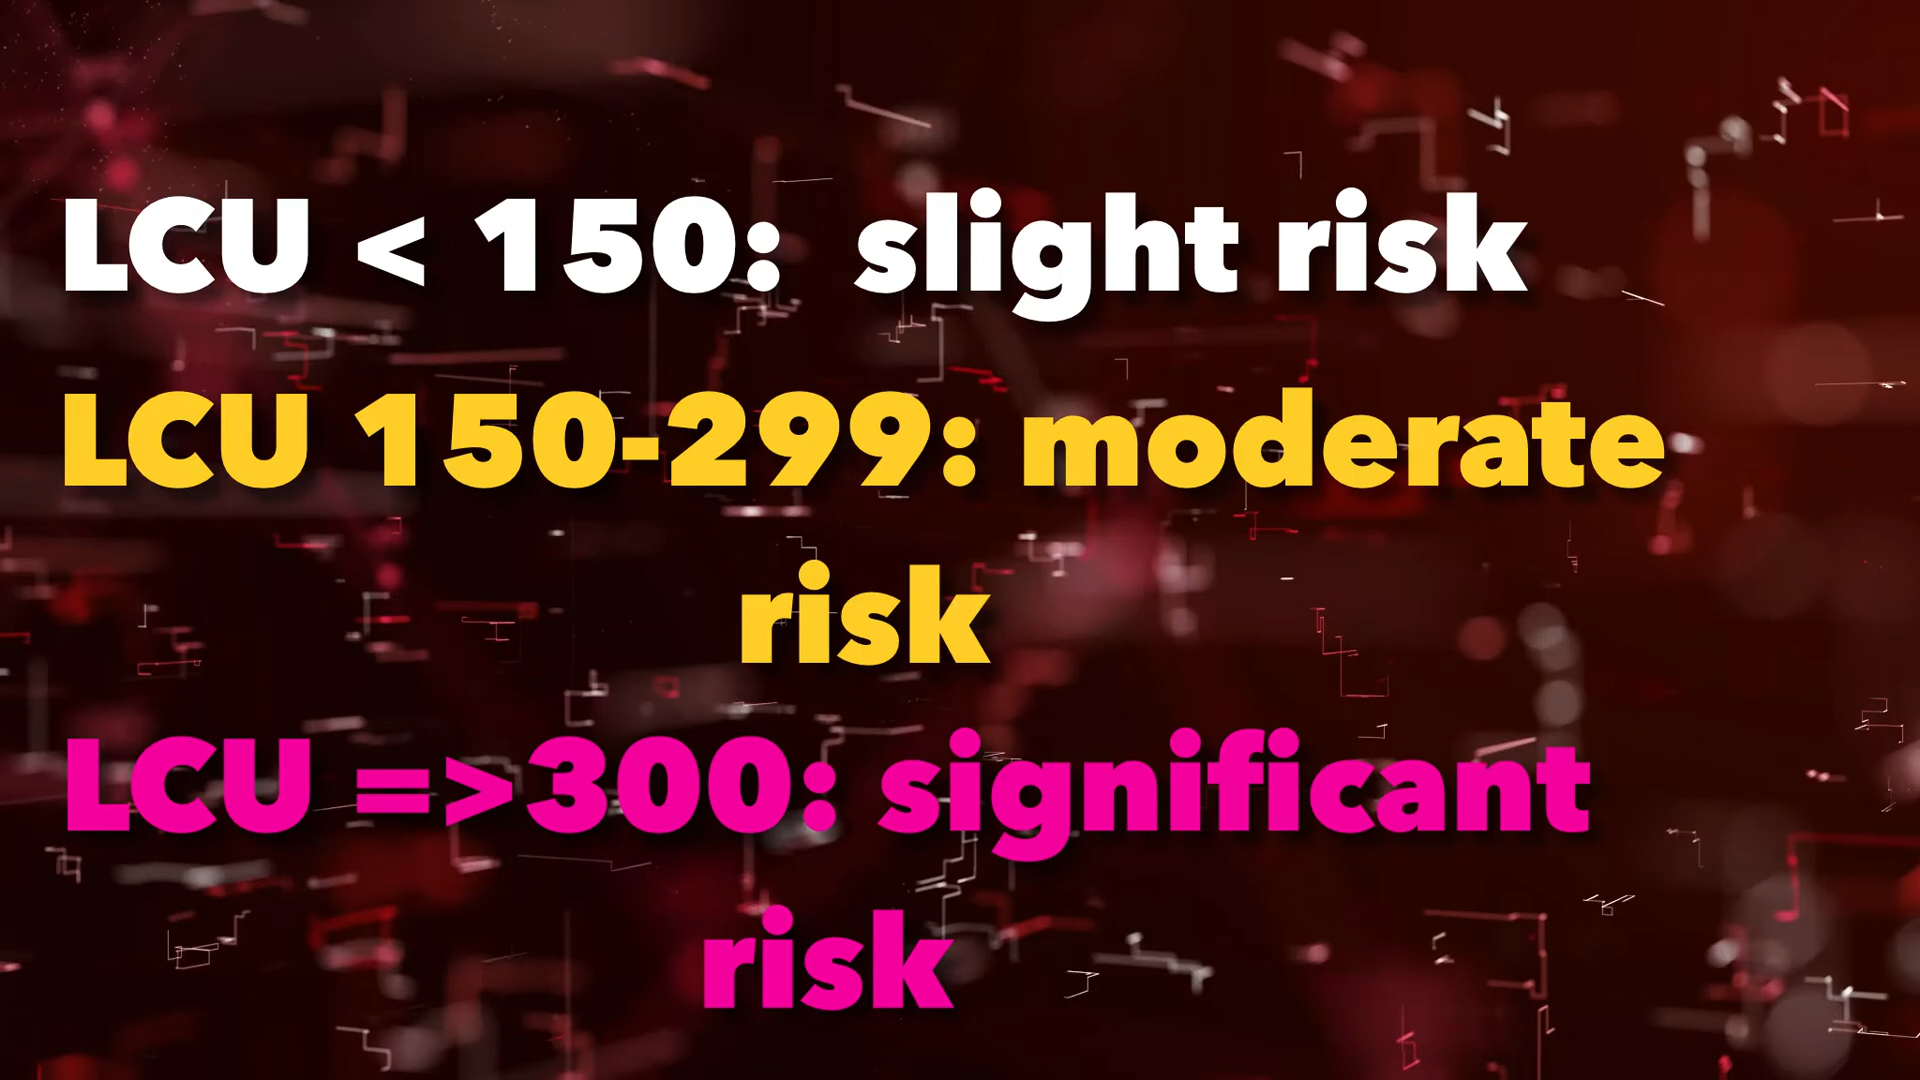 LCU < 150:  slight risk
LCU 150-299: moderate
risk
LCU =>300: significant
risk